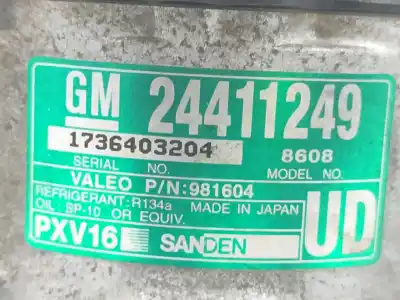 GM 24411249
1736403204 8608
SERIAL NO. MODEL NO.
VALEO P/N:981604
REFRIGERANT:R134a MADE IN JAPAN
OIL SP-10 OR EQUIV.
PXV16 SANDEN UD